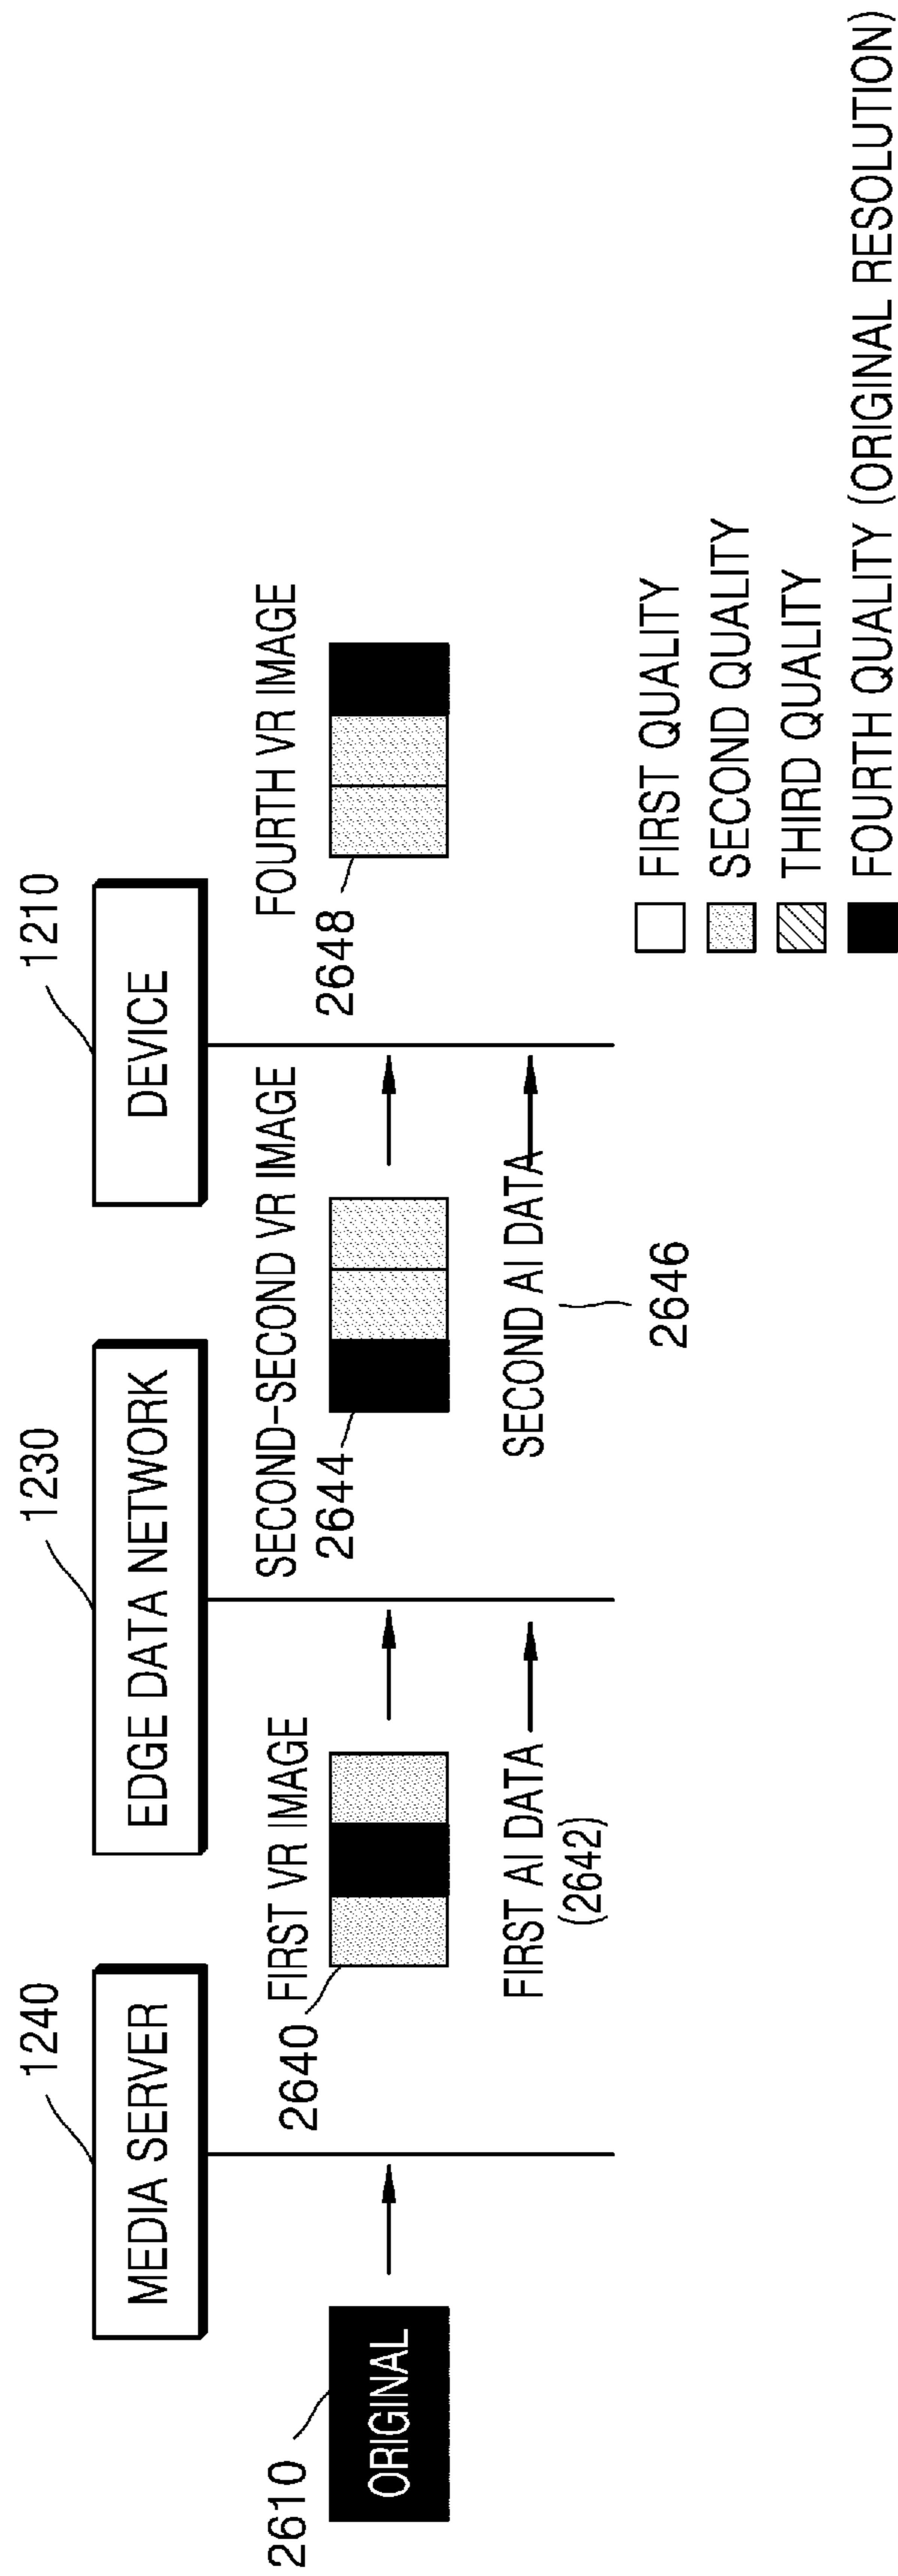 1240
1230
1210
MEDIA SERVER
EDGE DATA NETWORK
DEVICE
2610
ORIGINAL
FIRST VR IMAGE
2640
SECOND-SECOND VR IMAGE
2644
FOURTH VR IMAGE
2648
FIRST AI DATA
(2642)
SECOND AI DATA
2646
FIRST QUALITY
SECOND QUALITY
THIRD QUALITY
FOURTH QUALITY (ORIGINAL RESOLUTION)